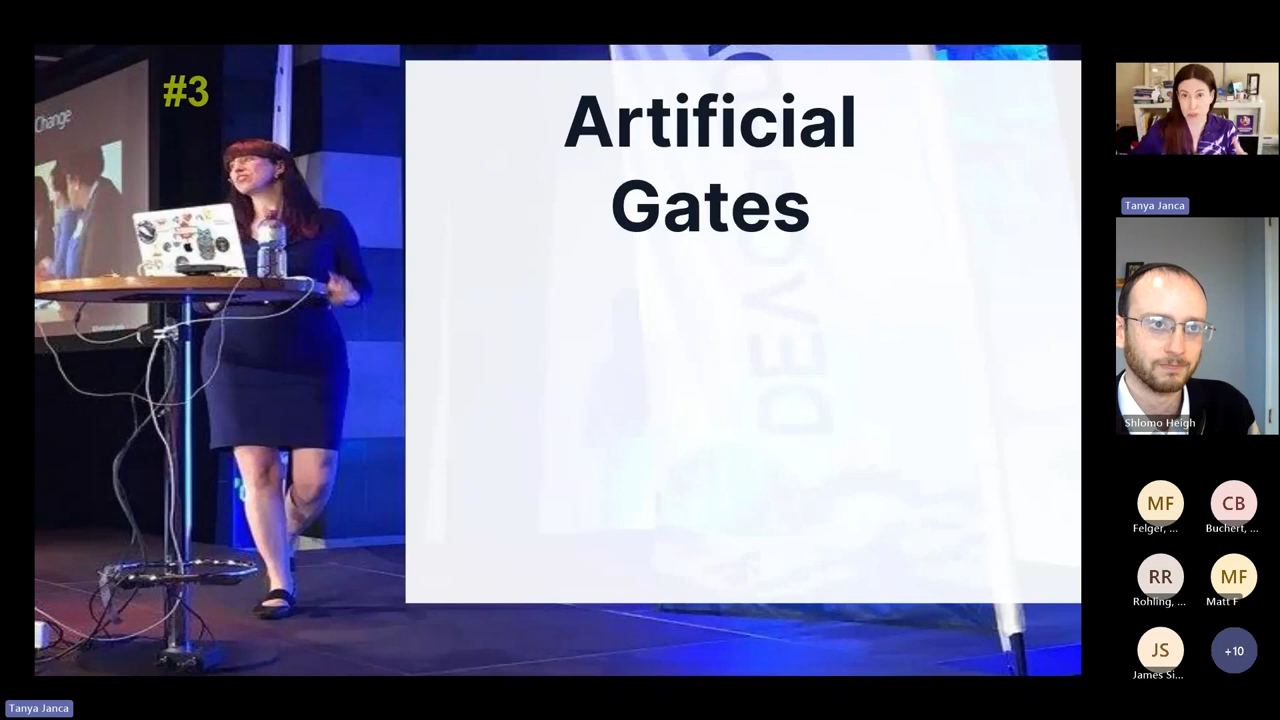 #3
Change
Artificial
Gates
DEVOPSDAYS
Tanya Janca
Shlomo Heigh
MF
Felger, ...
CB
Buchert, ...
RR
Rohling, ...
MF
Matt F
JS
James Si...
+10
Tanya Janca